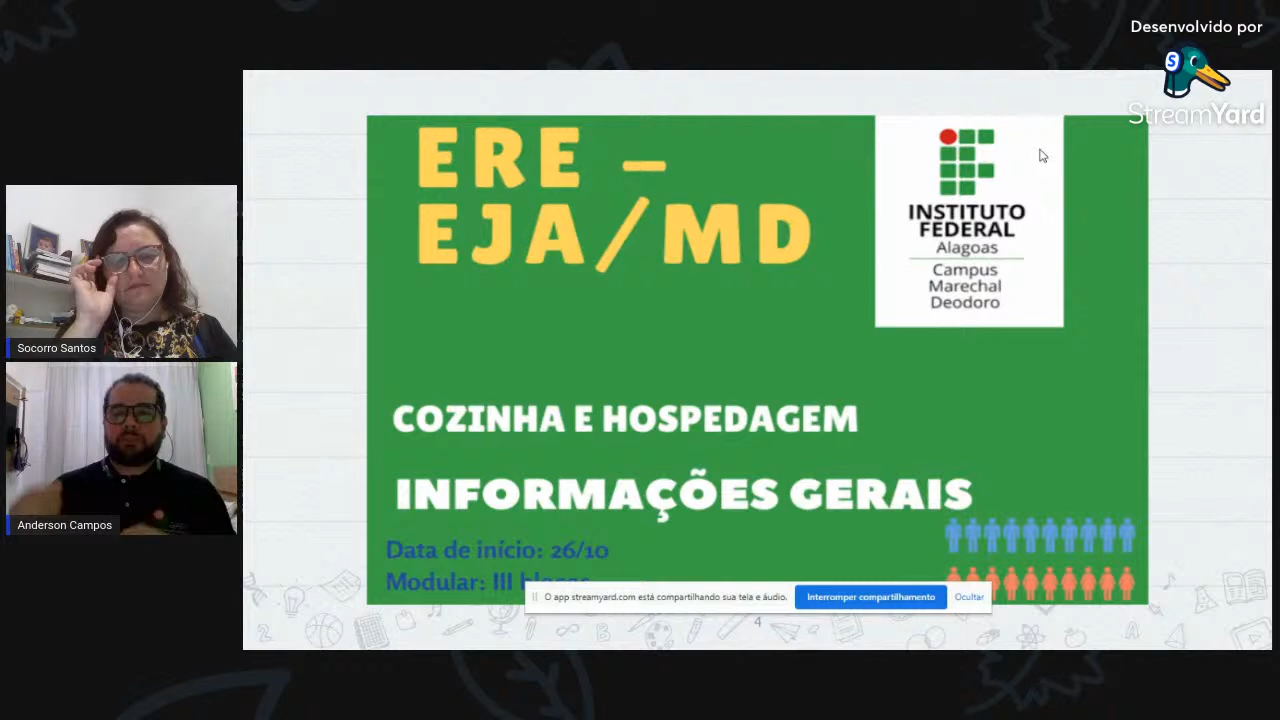 Desenvolvido por
StreamYard
ERE –
EJA/MD
INSTITUTO
FEDERAL
Alagoas
Campus
Marechal
Deodoro
Socorro Santos
COZINHA E HOSPEDAGEM
INFORMAÇÕES GERAIS
Anderson Campos
Data de início: 26/10
Modular: III blocos
O app streamyard.com está compartilhando sua tela e áudio.
Interromper compartilhamento
Ocultar
4